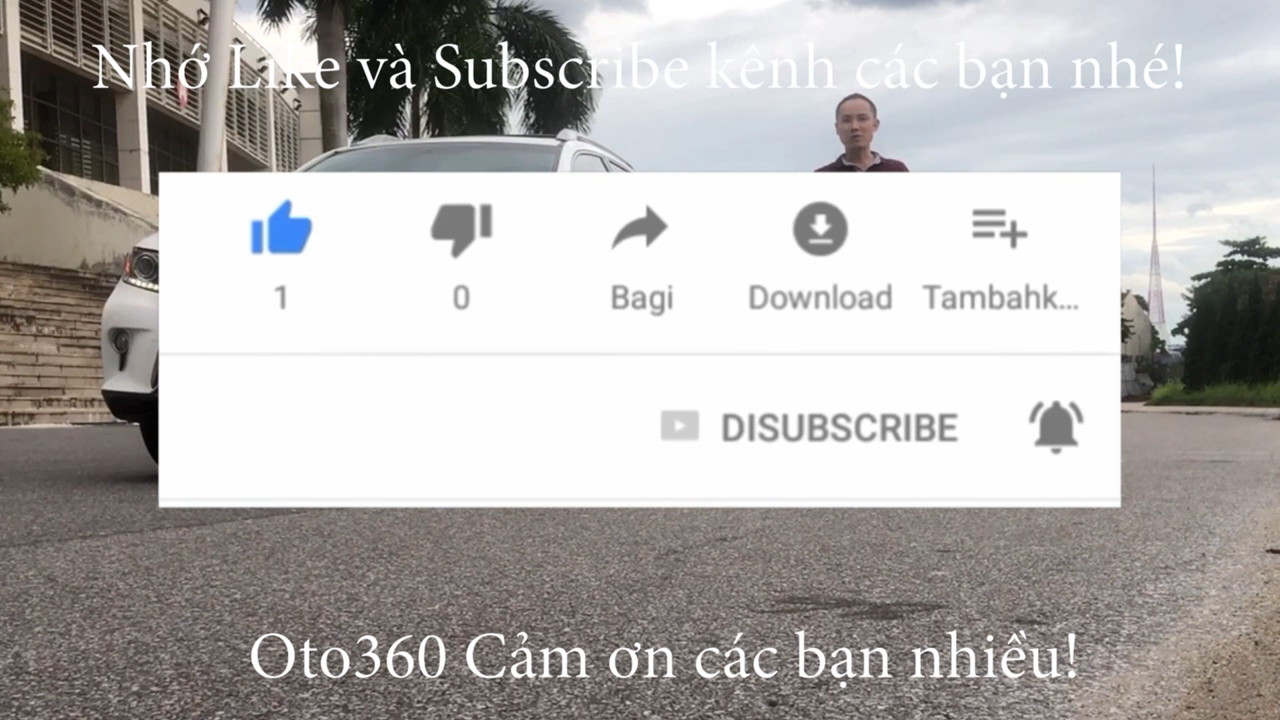 Nhớ Like và Subscribe kênh các bạn nhé!
1 0 Bagi Download Tambahk...
DISUBSCRIBE
Oto360 Cảm ơn các bạn nhiều!